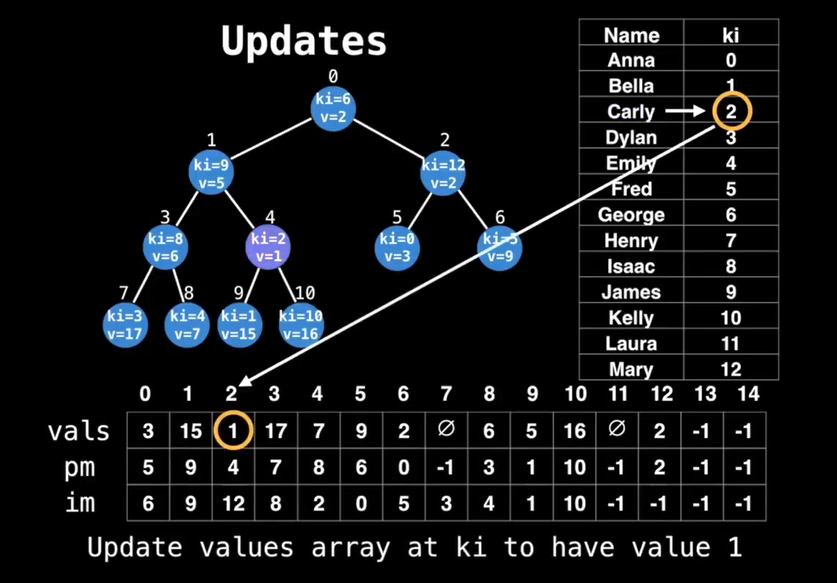 Updates
Name ki
Anna 0
Bella 1
Carly 2
Dylan 3
Emily 4
Fred 5
George 6
Henry 7
Isaac 8
James 9
Kelly 10
Laura 11
Mary 12
0
ki=6
v=2
1 2
ki=9 ki=12
v=5 v=2
3 4 5 6
ki=8 ki=2 ki=0 ki=5
v=6 v=1 v=3 v=9
7 8 9 10
ki=3 ki=4 ki=1 ki=10
v=17 v=7 v=15 v=16
0 1 2 3 4 5 6 7 8 9 10 11 12 13 14
vals 3 15 1 17 7 9 2 ∅ 6 5 16 ∅ 2 -1 -1
pm 5 9 4 7 8 6 0 -1 3 1 10 -1 2 -1 -1
im 6 9 12 8 2 0 5 3 4 1 10 -1 -1 -1 -1
Update values array at ki to have value 1